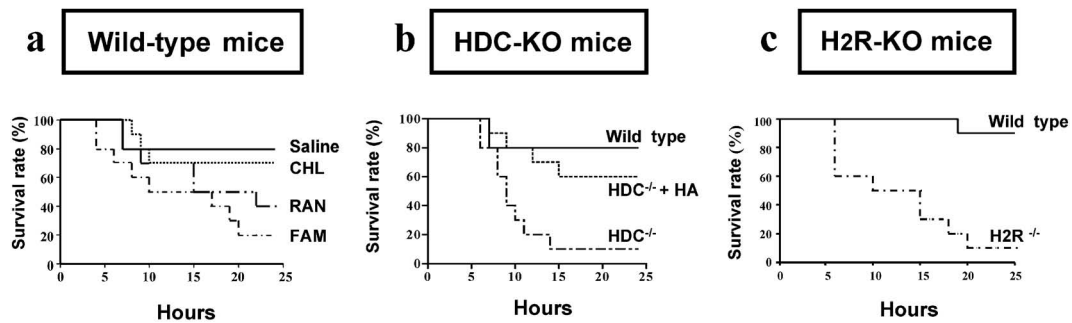 a Wild-type mice
Survival rate (%)
100
80
60
40
20
0 5 10 15 20 25
Hours
Saline
CHL
RAN
FAM
b HDC-KO mice
Survival rate (%)
100
80
60
40
20
0 5 10 15 20 25
Hours
Wild type
HDC-/- + HA
HDC-/-
c H2R-KO mice
Survival rate (%)
100
80
60
40
20
0 5 10 15 20 25
Hours
Wild type
H2R -/-